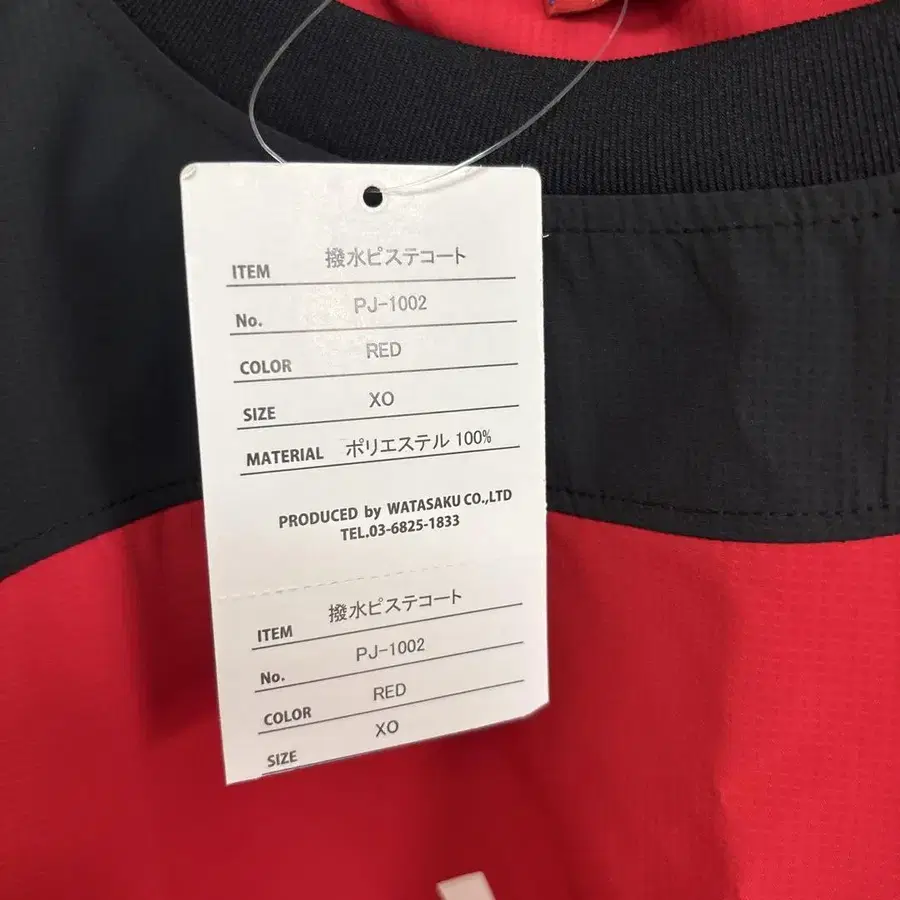 ITEM 撥水ピステコート
No. PJ-1002
COLOR RED
SIZE XO
MATERIAL ポリエステル 100%
PRODUCED by WATASAKU CO.,LTD
TEL.03-6825-1833
ITEM 撥水ピステコート
No. PJ-1002
COLOR RED
SIZE XO